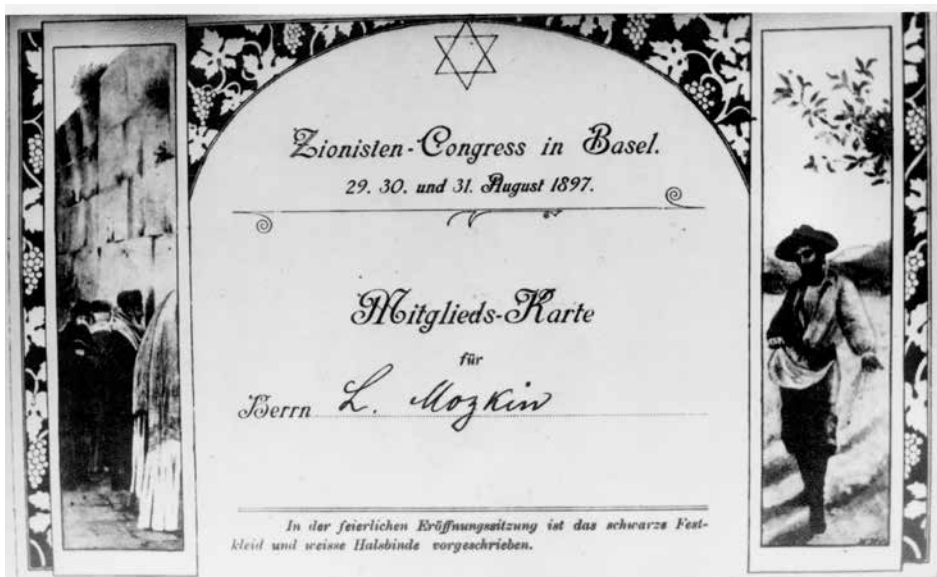 Zionisten-Congress in Basel.
29. 30. und 31. August 1897.
Mitglieds-Karte
für
Herrn L. Mozkin
In der feierlichen Eröffnungssitzung ist das schwarze Fest-
kleid und weisse Halsbinde vorgeschrieben.